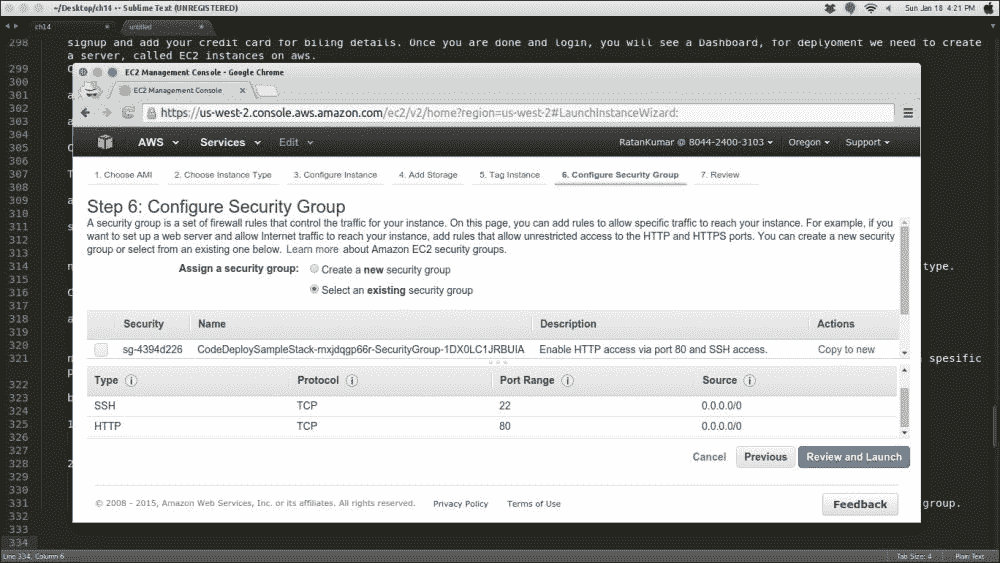 ~/Desktop/ch14 • - Sublime Text (UNREGISTERED)
Sun Jan 18 4:21 PM
ch14
untitled
298 signup and add your credit card for biling details. Once you are done and login, you will see a Dashboard, for deplyoment we need to create
a server, called EC2 instances on aws.
299
EC2 Management Console - Google Chrome
300
EC2 Management Console
301
302
https://us-west-2.console.aws.amazon.com/ec2/v2/home?region=us-west-2#LaunchInstanceWizard:
303
304
AWS Services Edit RatanKumar @ 8044-2400-3103 Oregon Support
305
306
307
1. Choose AMI 2. Choose Instance Type 3. Configure Instance 4. Add Storage 5. Tag Instance 6. Configure Security Group 7. Review
308
309
310
Step 6: Configure Security Group
311
A security group is a set of firewall rules that control the traffic for your instance. On this page, you can add rules to allow specific traffic to reach your instance. For example, if you
312
want to set up a web server and allow Internet traffic to reach your instance, add rules that allow unrestricted access to the HTTP and HTTPS ports. You can create a new security
313
group or select from an existing one below. Learn more about Amazon EC2 security groups.
314 type.
Assign a security group: Create a new security group
315
316
Select an existing security group
317
318
Security Name Description Actions
319
320
sg-4394d226 CodeDeploySampleStack-rnxjdqgp66r-SecurityGroup-1DX0LC1JRBUIA Enable HTTP access via port 80 and SSH access. Copy to new
321 spesific
322
Type Protocol Port Range Source
323
324
SSH TCP 22 0.0.0.0/0
325
HTTP TCP 80 0.0.0.0/0
326
327
328
Cancel Previous Review and Launch
329
330
331 group.
© 2008 - 2015, Amazon Web Services, Inc. or its affiliates. All rights reserved. Privacy Policy Terms of Use Feedback
332
333
334
Line 334, Column 6 Tab Size: 4 Plain Text